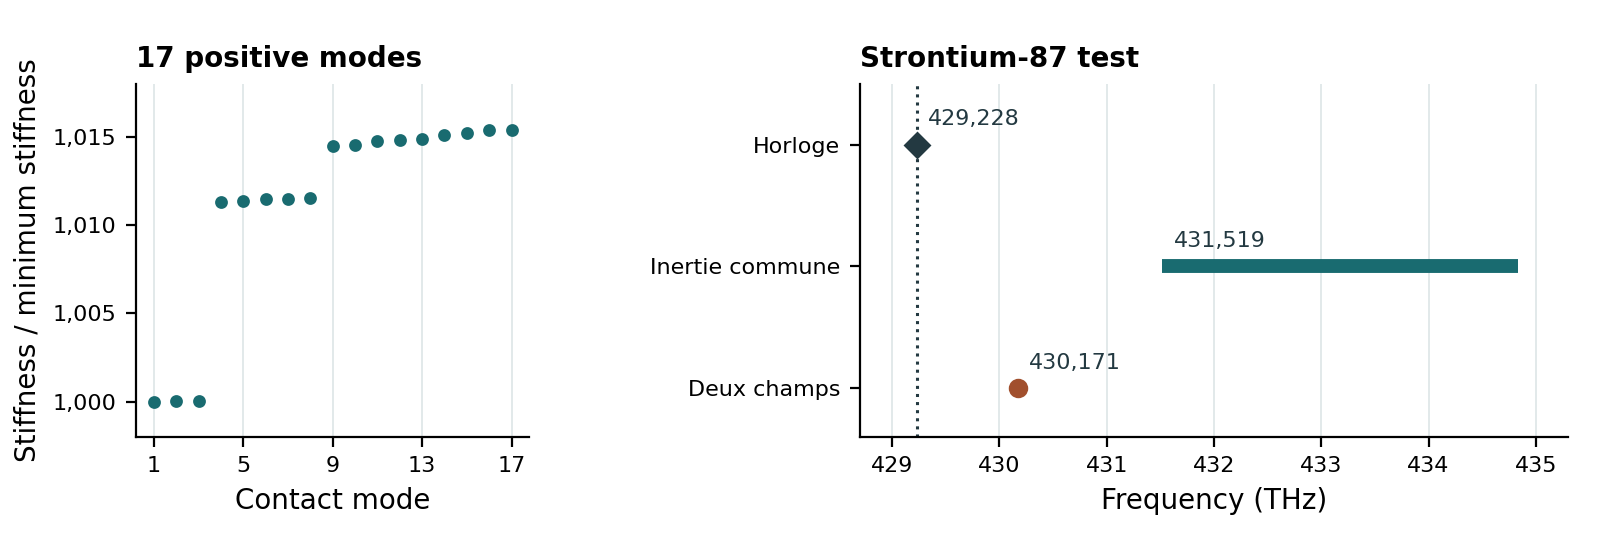 17 positive modes
Stiffness / minimum stiffness
1,015
1,010
1,005
1,000
1 5 9 13 17
Contact mode
Strontium-87 test
Horloge
429,228
Inertie commune
431,519
Deux champs
430,171
429 430 431 432 433 434 435
Frequency (THz)